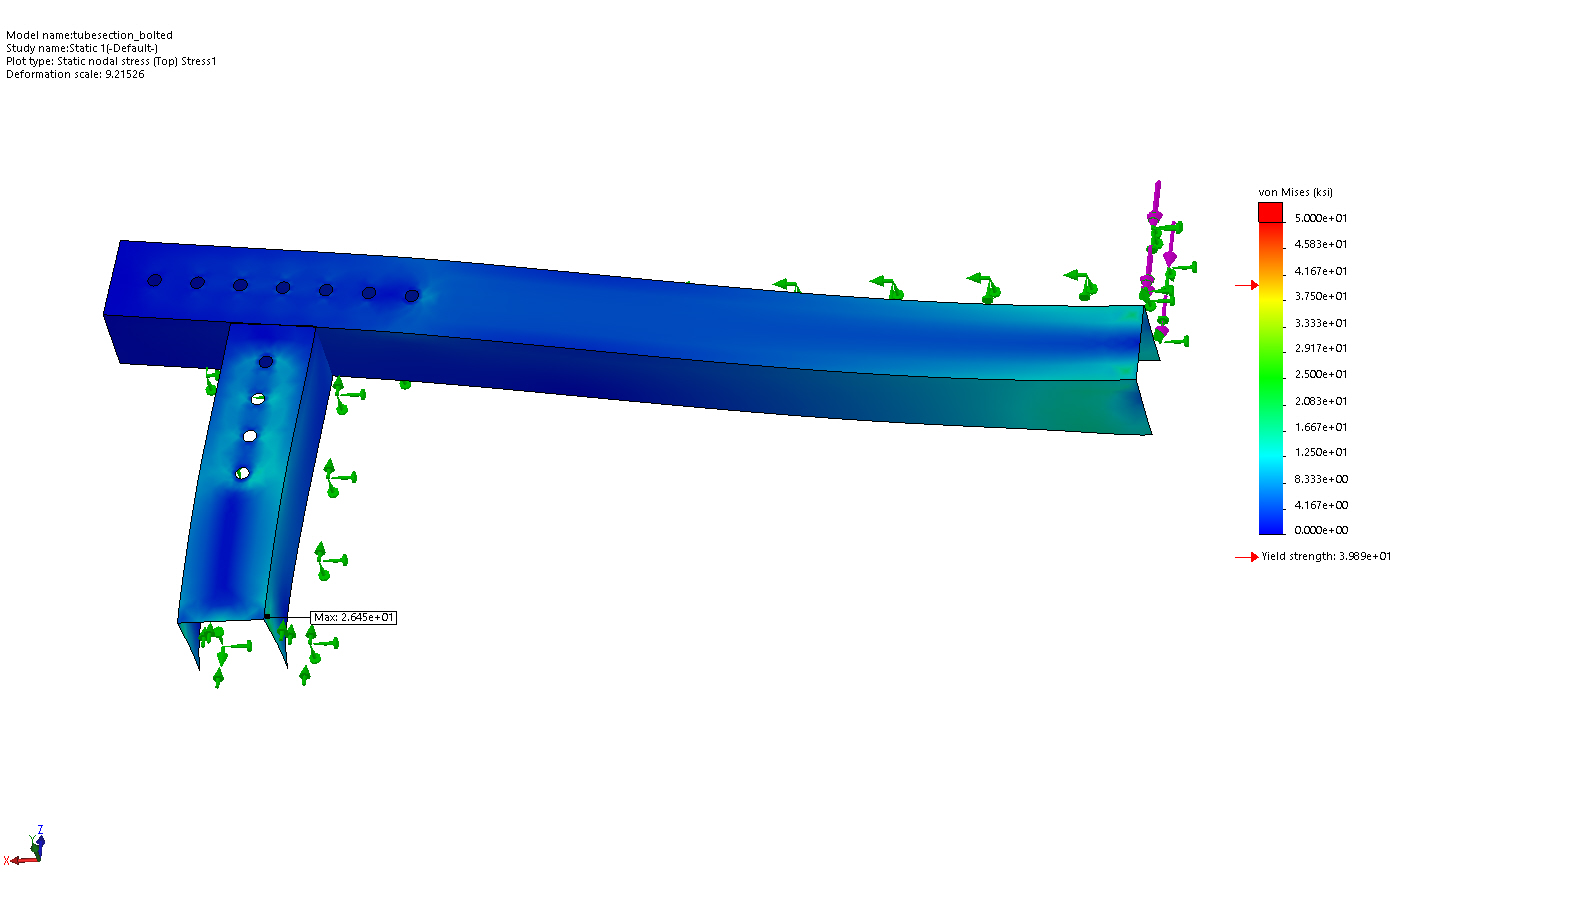 Model name:tubesection_bolted
Study name:Static 1(-Default-)
Plot type: Static nodal stress (Top) Stress1
Deformation scale: 9.21526
von Mises (ksi)
5.000e+01
4.583e+01
4.167e+01
3.750e+01
3.333e+01
2.917e+01
2.500e+01
2.083e+01
1.667e+01
1.250e+01
8.333e+00
4.167e+00
0.000e+00
Yield strength: 3.989e+01
Max: 2.645e+01
Z
Y
X